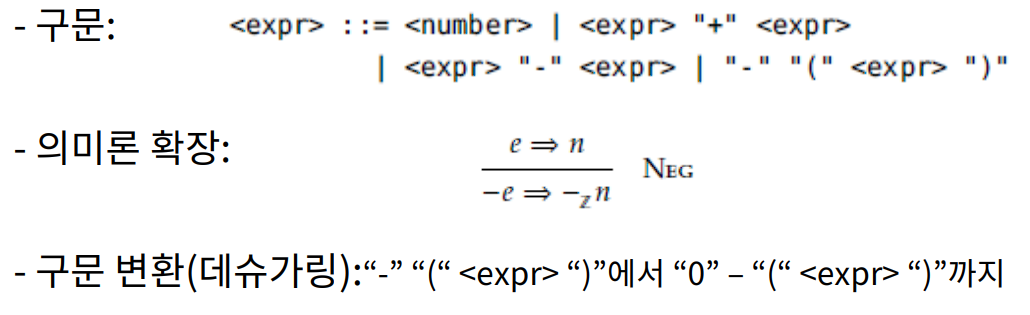 - 구문: <expr> ::= <number> | <expr> "+" <expr>
| <expr> "-" <expr> | "-" "(" <expr> ")"
- 의미론 확장:
e ⇒ n
NEG
−e ⇒ −ℤn
- 구문 변환(데슈가링):“-” “(“ <expr> “)”에서 “0” – “(“ <expr> “)”까지